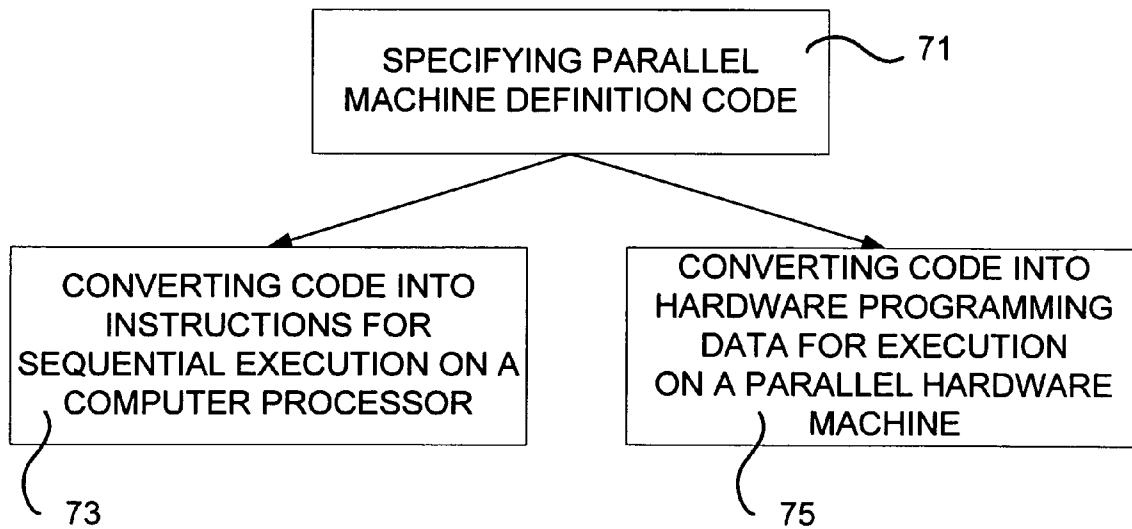 SPECIFYING PARALLEL
MACHINE DEFINITION CODE
71
CONVERTING CODE INTO
INSTRUCTIONS FOR
SEQUENTIAL EXECUTION ON A
COMPUTER PROCESSOR
73
CONVERTING CODE INTO
HARDWARE PROGRAMMING
DATA FOR EXECUTION
ON A PARALLEL HARDWARE
MACHINE
75